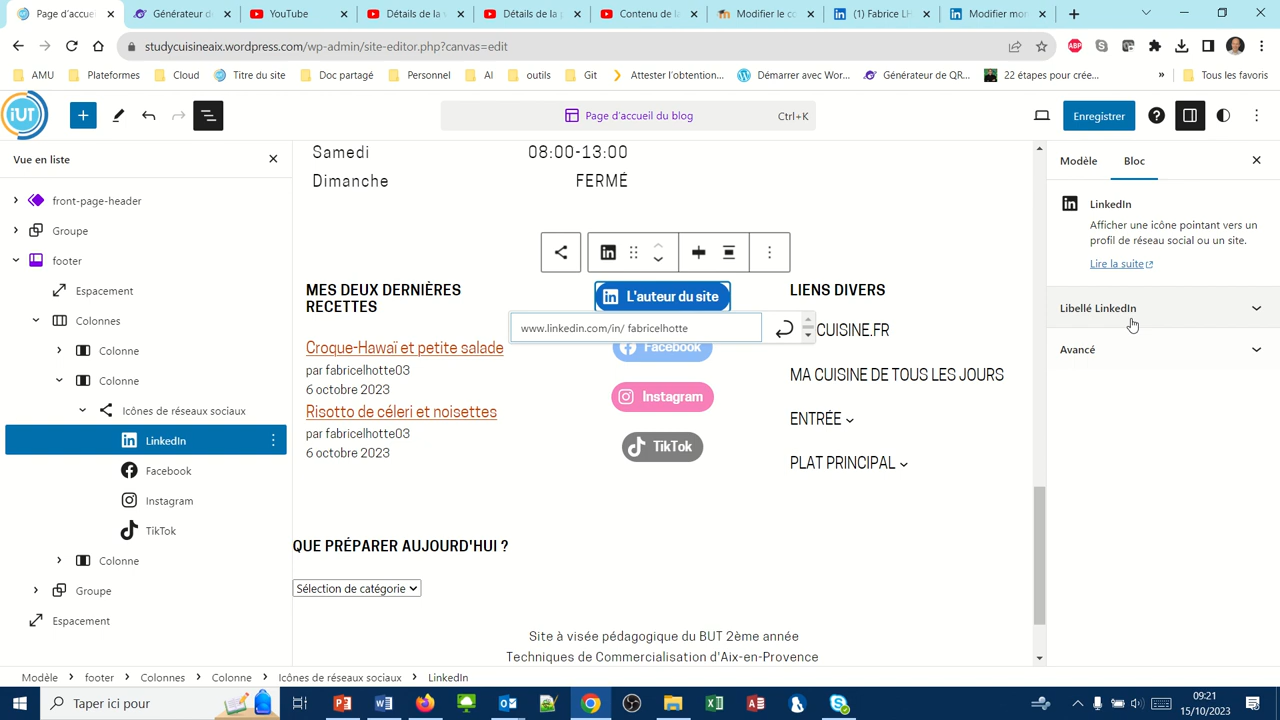 Page d'accueil du
Générateur d
YouTube
Détails de la v
Détails de la p
Contenu de la
Modifier le co
(1) Fabrice LH
Modifier mon
studycuisineaix.wordpress.com/wp-admin/site-editor.php?canvas=edit
ABP
AMU
Plateformes
Cloud
Titre du site
Doc partagé
Personnel
AI
outils
Git
Attester l'obtention...
Démarrer avec Wor...
Générateur de QR...
22 étapes pour crée...
»
Tous les favoris
iUT
Page d'accueil du blog
Ctrl+K
Enregistrer
Vue en liste
front-page-header
Groupe
footer
Espacement
Colonnes
Colonne
Colonne
Icônes de réseaux sociaux
LinkedIn
Facebook
Instagram
TikTok
Colonne
Groupe
Espacement
Samedi 08:00-13:00
Dimanche FERMÉ
MES DEUX DERNIÈRES
RECETTES
Croque-Hawaï et petite salade
par fabricelhotte03
6 octobre 2023
Risotto de céleri et noisettes
par fabricelhotte03
6 octobre 2023
L'auteur du site
www.linkedin.com/in/ fabricelhotte
Facebook
Instagram
TikTok
LIENS DIVERS
CUISINE.FR
MA CUISINE DE TOUS LES JOURS
ENTRÉE
PLAT PRINCIPAL
QUE PRÉPARER AUJOURD'HUI ?
Sélection de catégorie
Site à visée pédagogique du BUT 2ème année
Techniques de Commercialisation d'Aix-en-Provence
Modèle
Bloc
LinkedIn
Afficher une icône pointant vers un
profil de réseau social ou un site.
Lire la suite
Libellé LinkedIn
Avancé
Modèle > footer > Colonnes > Colonne > Icônes de réseaux sociaux > LinkedIn
Taper ici pour
09:21
15/10/2023